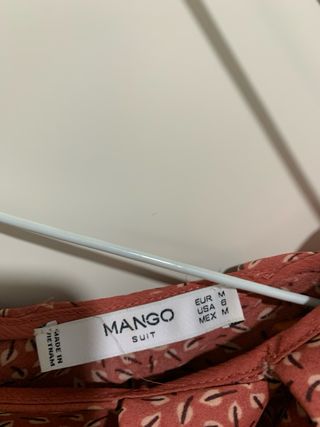 MANGO
SUIT
EUR M
USA 6
MEX M
MADE IN
VIETNAM